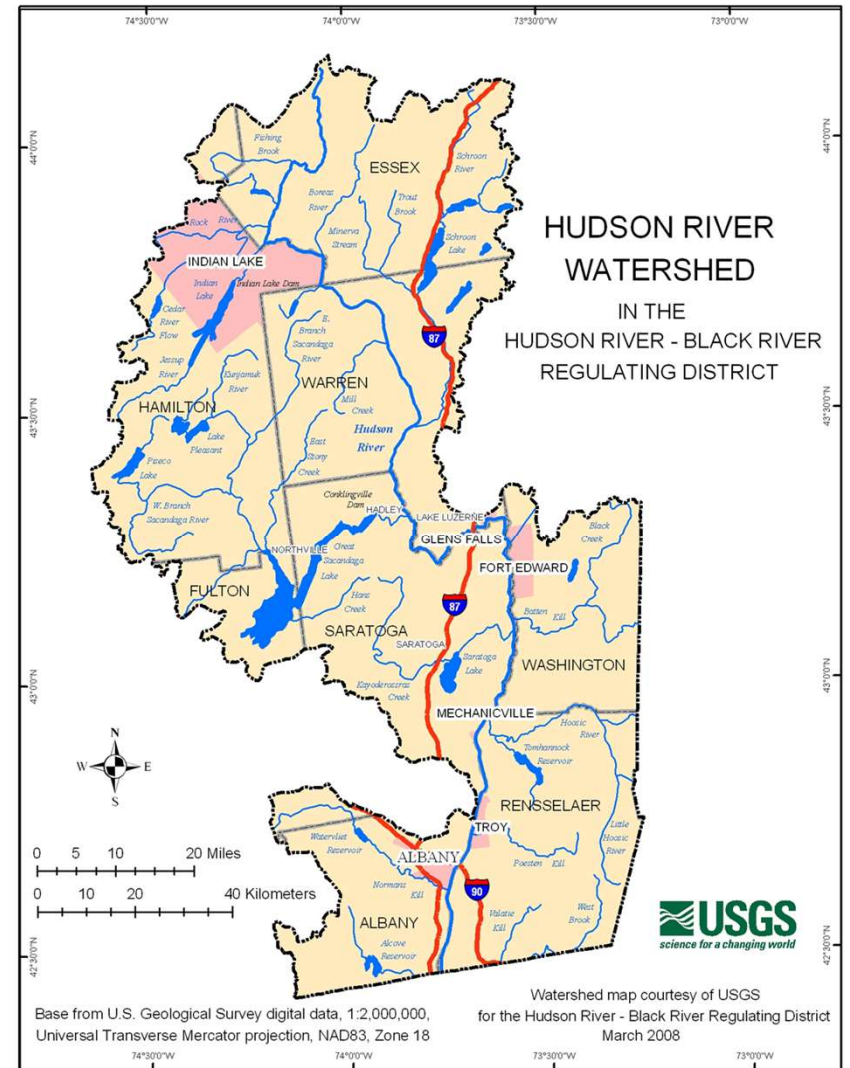 74°30'0"W
74°0'0"W
73°30'0"W
73°0'0"W
44°0'0"N
44°0'0"N
43°30'0"N
43°30'0"N
43°0'0"N
43°0'0"N
42°30'0"N
42°30'0"N
HUDSON RIVER
WATERSHED
IN THE
HUDSON RIVER - BLACK RIVER
REGULATING DISTRICT
Fishing
Brook
ESSEX
Schroon
River
Boreas
River
Trout
Brook
Rock River
Minerva
Stream
Schroon
Lake
INDIAN LAKE
Indian
Lake
Indian Lake Dam
Cedar
River
Flow
87
E.
Branch
Sacandaga
River
Jessup
River
Kunjamuk
River
WARREN
HAMILTON
Mill
Creek
Hudson
River
Lake
Pleasant
East
Stony
Creek
Piseco
Lake
Conklingville
Dam
W. Branch
Sacandaga River
HADLEY
LAKE LUZERNE
Black
Creek
GLENS FALLS
NORTHVILLE
Great
Sacandaga
Lake
FORT EDWARD
FULTON
Hans
Creek
87
Batten Kill
SARATOGA
SARATOGA
Saratoga
Lake
WASHINGTON
Kayoderossras
Creek
MECHANICVILLE
Hoosic
River
N
W
E
S
Tomhannock
Reservoir
RENSSELAER
TROY
Little
Hoosic
River
Watervliet
Reservoir
ALBANY
Poesten Kill
0 5 10 20 Miles
0 10 20 40 Kilometers
Normans
Kill
90
ALBANY
Valatie
Kill
West
Brook
Alcove
Reservoir
USGS
science for a changing world
Base from U.S. Geological Survey digital data, 1:2,000,000,
Universal Transverse Mercator projection, NAD83, Zone 18
Watershed map courtesy of USGS
for the Hudson River - Black River Regulating District
March 2008
74°30'0"W
74°0'0"W
73°30'0"W
73°0'0"W